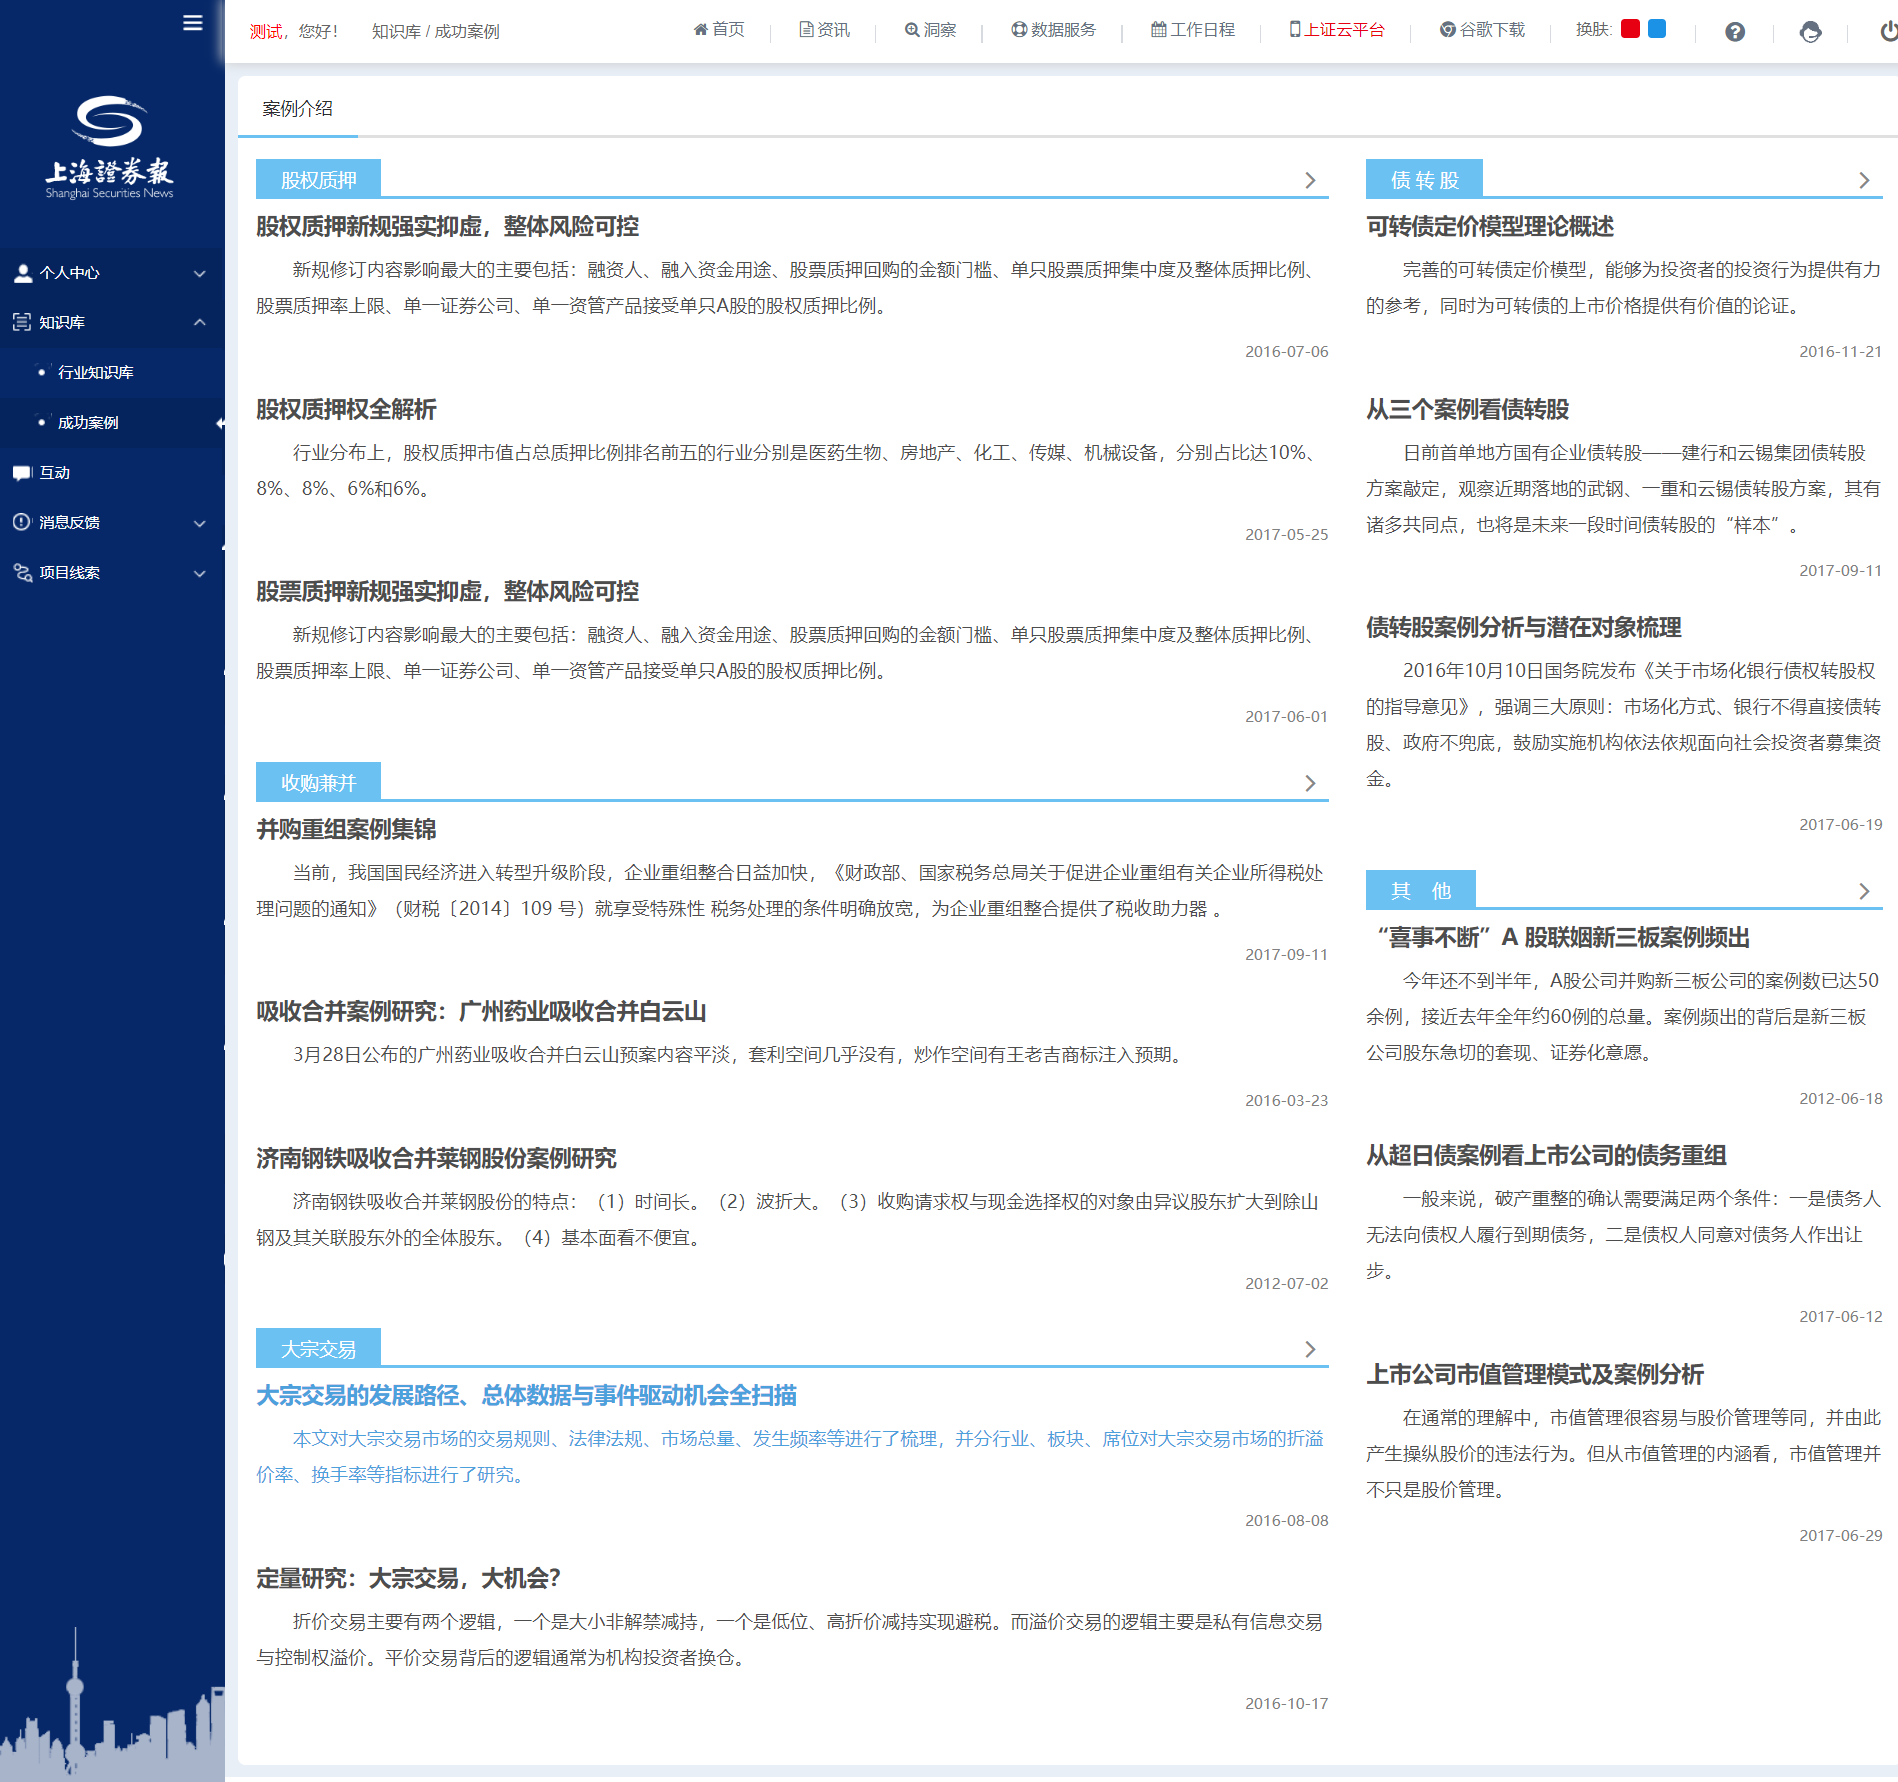 上海證券報
Shanghai Securities News
个人中心
知识库
行业知识库
成功案例
互动
消息反馈
项目线索
测试，您好！
知识库 / 成功案例
首页
资讯
洞察
数据服务
工作日程
上证云平台
谷歌下载
换肤:
案例介绍
股权质押
股权质押新规强实抑虚，整体风险可控
新规修订内容影响最大的主要包括：融资人、融入资金用途、股票质押回购的金额门槛、单只股票质押集中度及整体质押比例、
股票质押率上限、单一证券公司、单一资管产品接受单只A股的股权质押比例。
2016-07-06
股权质押权全解析
行业分布上，股权质押市值占总质押比例排名前五的行业分别是医药生物、房地产、化工、传媒、机械设备，分别占比达10%、
8%、8%、6%和6%。
2017-05-25
股票质押新规强实抑虚，整体风险可控
新规修订内容影响最大的主要包括：融资人、融入资金用途、股票质押回购的金额门槛、单只股票质押集中度及整体质押比例、
股票质押率上限、单一证券公司、单一资管产品接受单只A股的股权质押比例。
2017-06-01
收购兼并
并购重组案例集锦
当前，我国国民经济进入转型升级阶段，企业重组整合日益加快，《财政部、国家税务总局关于促进企业重组有关企业所得税处
理问题的通知》（财税〔2014〕109 号）就享受特殊性 税务处理的条件明确放宽，为企业重组整合提供了税收助力器 。
2017-09-11
吸收合并案例研究：广州药业吸收合并白云山
3月28日公布的广州药业吸收合并白云山预案内容平淡，套利空间几乎没有，炒作空间有王老吉商标注入预期。
2016-03-23
济南钢铁吸收合并莱钢股份案例研究
济南钢铁吸收合并莱钢股份的特点：（1）时间长。（2）波折大。（3）收购请求权与现金选择权的对象由异议股东扩大到除山
钢及其关联股东外的全体股东。（4）基本面看不便宜。
2012-07-02
大宗交易
大宗交易的发展路径、总体数据与事件驱动机会全扫描
本文对大宗交易市场的交易规则、法律法规、市场总量、发生频率等进行了梳理，并分行业、板块、席位对大宗交易市场的折溢
价率、换手率等指标进行了研究。
2016-08-08
定量研究：大宗交易，大机会？
折价交易主要有两个逻辑，一个是大小非解禁减持，一个是低位、高折价减持实现避税。而溢价交易的逻辑主要是私有信息交易
与控制权溢价。平价交易背后的逻辑通常为机构投资者换仓。
2016-10-17
债 转 股
可转债定价模型理论概述
完善的可转债定价模型，能够为投资者的投资行为提供有力
的参考，同时为可转债的上市价格提供有价值的论证。
2016-11-21
从三个案例看债转股
日前首单地方国有企业债转股——建行和云锡集团债转股
方案敲定，观察近期落地的武钢、一重和云锡债转股方案，其有
诸多共同点，也将是未来一段时间债转股的“样本”。
2017-09-11
债转股案例分析与潜在对象梳理
2016年10月10日国务院发布《关于市场化银行债权转股权
的指导意见》，强调三大原则：市场化方式、银行不得直接债转
股、政府不兜底，鼓励实施机构依法依规面向社会投资者募集资
金。
2017-06-19
其 他
“喜事不断”A 股联姻新三板案例频出
今年还不到半年，A股公司并购新三板公司的案例数已达50
余例，接近去年全年约60例的总量。案例频出的背后是新三板
公司股东急切的套现、证券化意愿。
2012-06-18
从超日债案例看上市公司的债务重组
一般来说，破产重整的确认需要满足两个条件：一是债务人
无法向债权人履行到期债务，二是债权人同意对债务人作出让
步。
2017-06-12
上市公司市值管理模式及案例分析
在通常的理解中，市值管理很容易与股价管理等同，并由此
产生操纵股价的违法行为。但从市值管理的内涵看，市值管理并
不只是股价管理。
2017-06-29